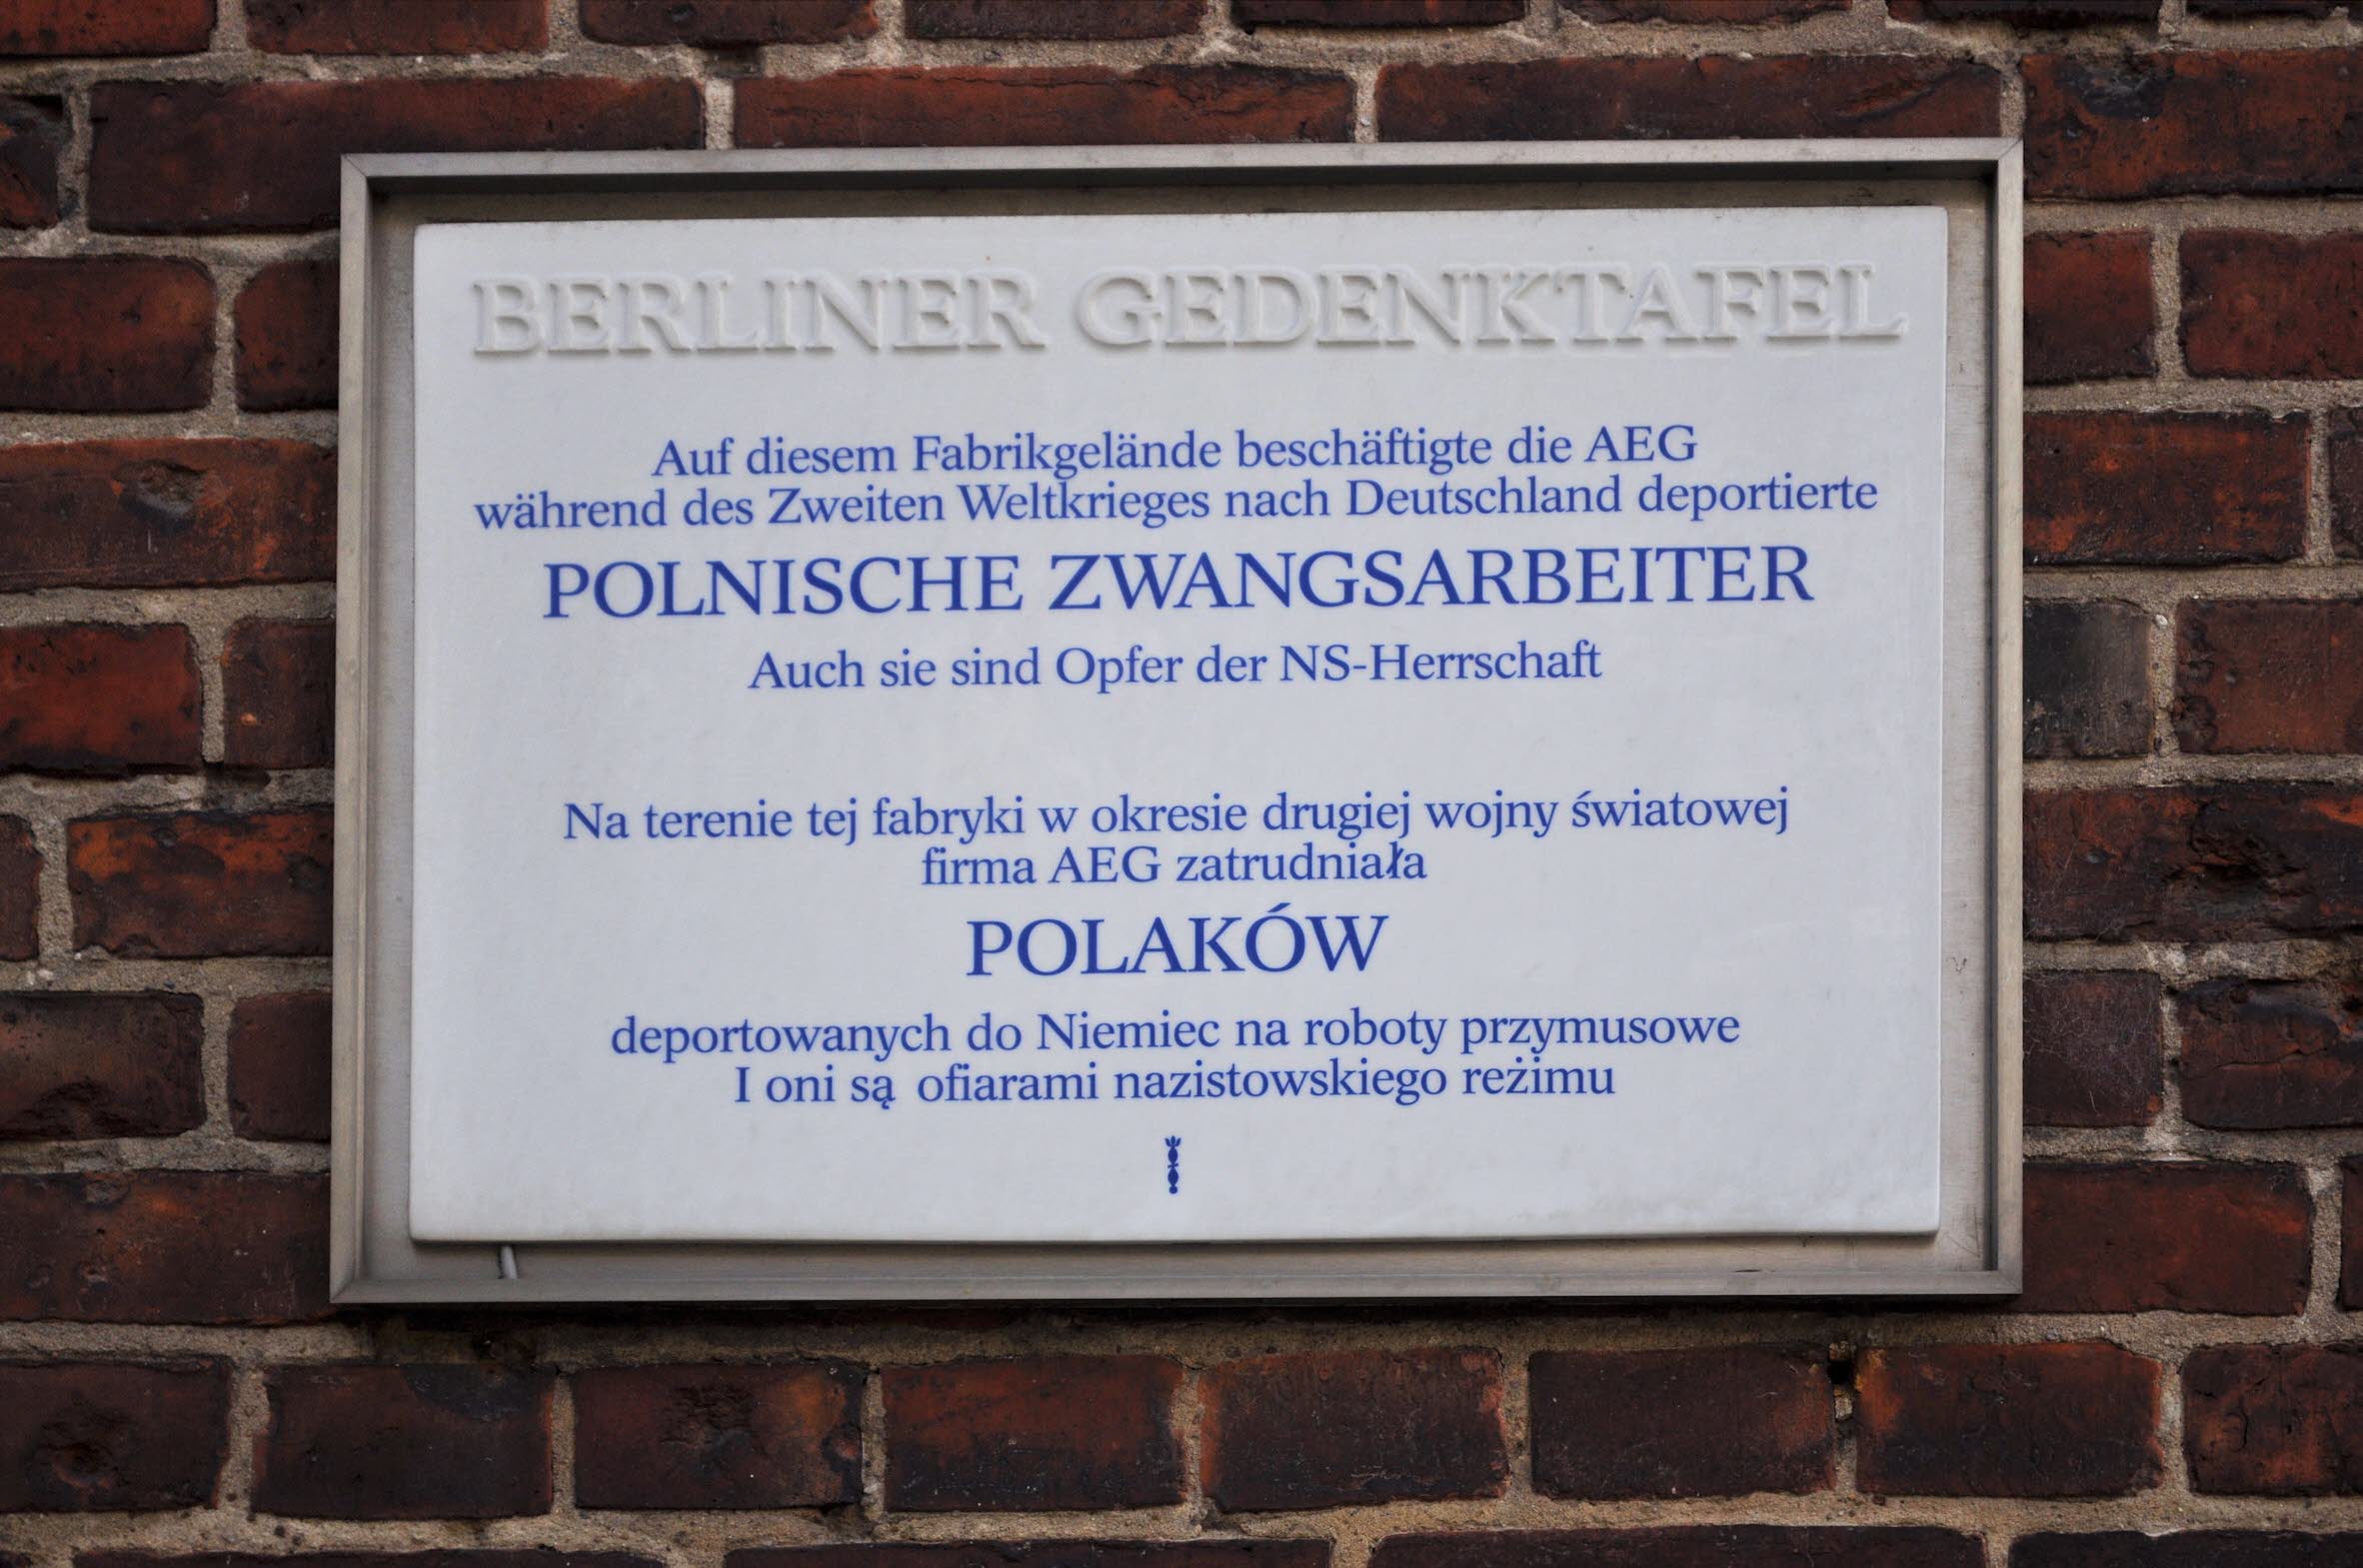 BERLINER GEDENKTAFEL
Auf diesem Fabrikgelände beschäftigte die AEG
während des Zweiten Weltkrieges nach Deutschland deportierte
POLNISCHE ZWANGSARBEITER
Auch sie sind Opfer der NS-Herrschaft
Na terenie tej fabryki w okresie drugiej wojny światowej
firma AEG zatrudniała
POLAKÓW
deportowanych do Niemiec na roboty przymusowe
I oni są ofiarami nazistowskiego reżimu